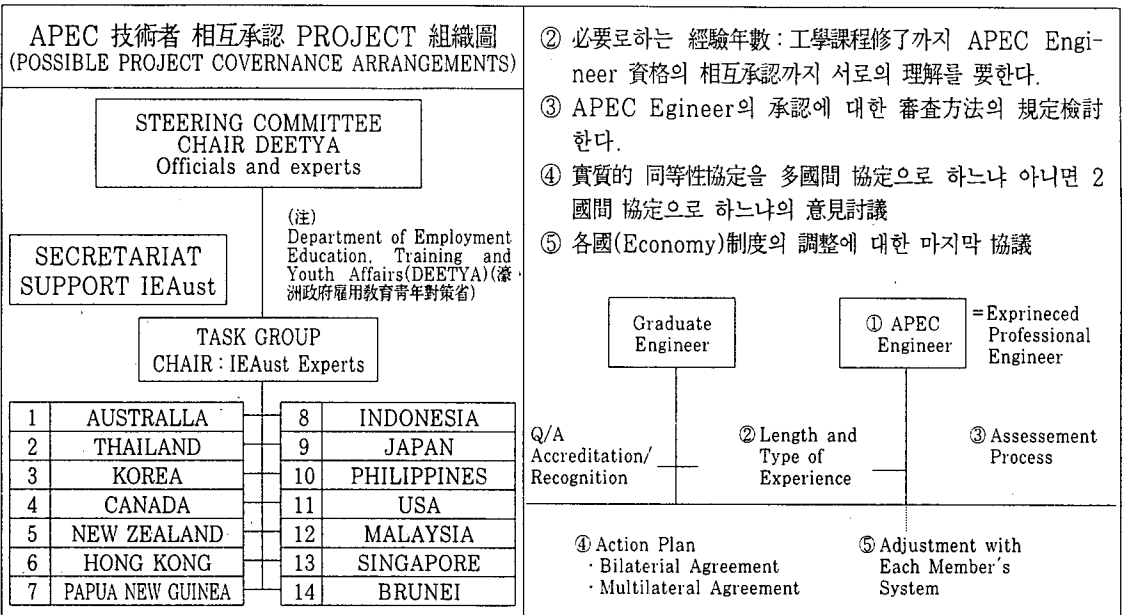 APEC 技術者 相互承認 PROJECT 組織圖
(POSSIBLE PROJECT COVERNANCE ARRANGEMENTS)
STEERING COMMITTEE
CHAIR DEETYA
Officials and experts
(注)
Department of Employment
Education, Training and
Youth Affairs(DEETYA)(濠
洲政府雇用敎育靑年對策省)
SECRETARIAT
SUPPORT IEAust
TASK GROUP
CHAIR : IEAust Experts
1 AUSTRALLA 8 INDONESIA
2 THAILAND 9 JAPAN
3 KOREA 10 PHILIPPINES
4 CANADA 11 USA
5 NEW ZEALAND 12 MALAYSIA
6 HONG KONG 13 SINGAPORE
7 PAPUA NEW GUINEA 14 BRUNEI
② 必要로하는 經驗年數 : 工學課程修了까지 APEC Engi-
neer 資格의 相互承認까지 서로의 理解를 要한다.
③ APEC Egineer의 承認에 대한 審査方法의 規定檢討
한다.
④ 實質的 同等性協定을 多國間 協定으로 하느냐 아니면 2
國間 協定으로 하느냐의 意見討議
⑤ 各國(Economy)制度의 調整에 대한 마지막 協議
Graduate
Engineer
① APEC
Engineer
=Exprineced
Professional
Engineer
Q/A
Accreditation/
Recognition
② Length and
Type of
Experience
③ Assessement
Process
④ Action Plan
· Bilaterial Agreement
· Multilaterial Agreement
⑤ Adjustment with
Each Member's
System